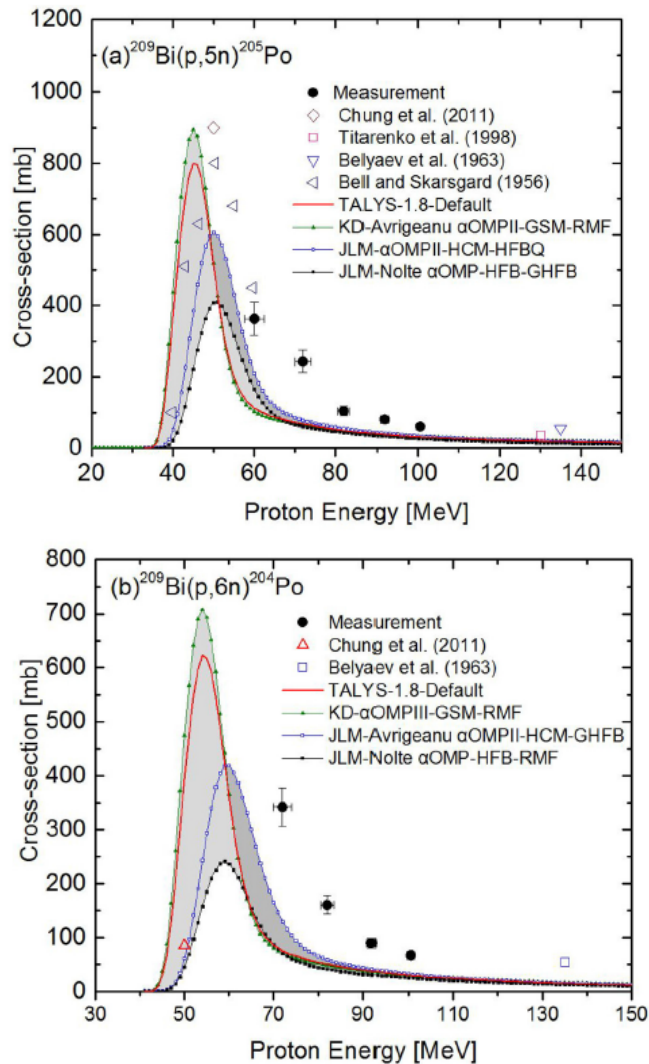 1200
1000
800
600
400
200
0
Cross-section [mb]
(a)²⁰⁹Bi(p,5n)²⁰⁵Po
Measurement
Chung et al. (2011)
Titarenko et al. (1998)
Belyaev et al. (1963)
Bell and Skarsgard (1956)
TALYS-1.8-Default
KD-Avrigeanu αOMPII-GSM-RMF
JLM-αOMPII-HCM-HFBQ
JLM-Nolte αOMP-HFB-GHFB
20 40 60 80 100 120 140
Proton Energy [MeV]
800
700
600
500
400
300
200
100
0
Cross-section [mb]
(b)²⁰⁹Bi(p,6n)²⁰⁴Po
Measurement
Chung et al. (2011)
Belyaev et al. (1963)
TALYS-1.8-Default
KD-αOMPIII-GSM-RMF
JLM-Avrigeanu αOMPII-HCM-GHFB
JLM-Nolte αOMP-HFB-RMF
30 50 70 90 110 130 150
Proton Energy [MeV]